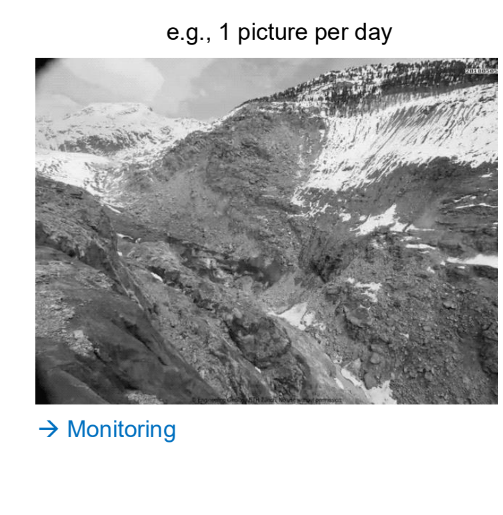 e.g., 1 picture per day
→ Monitoring